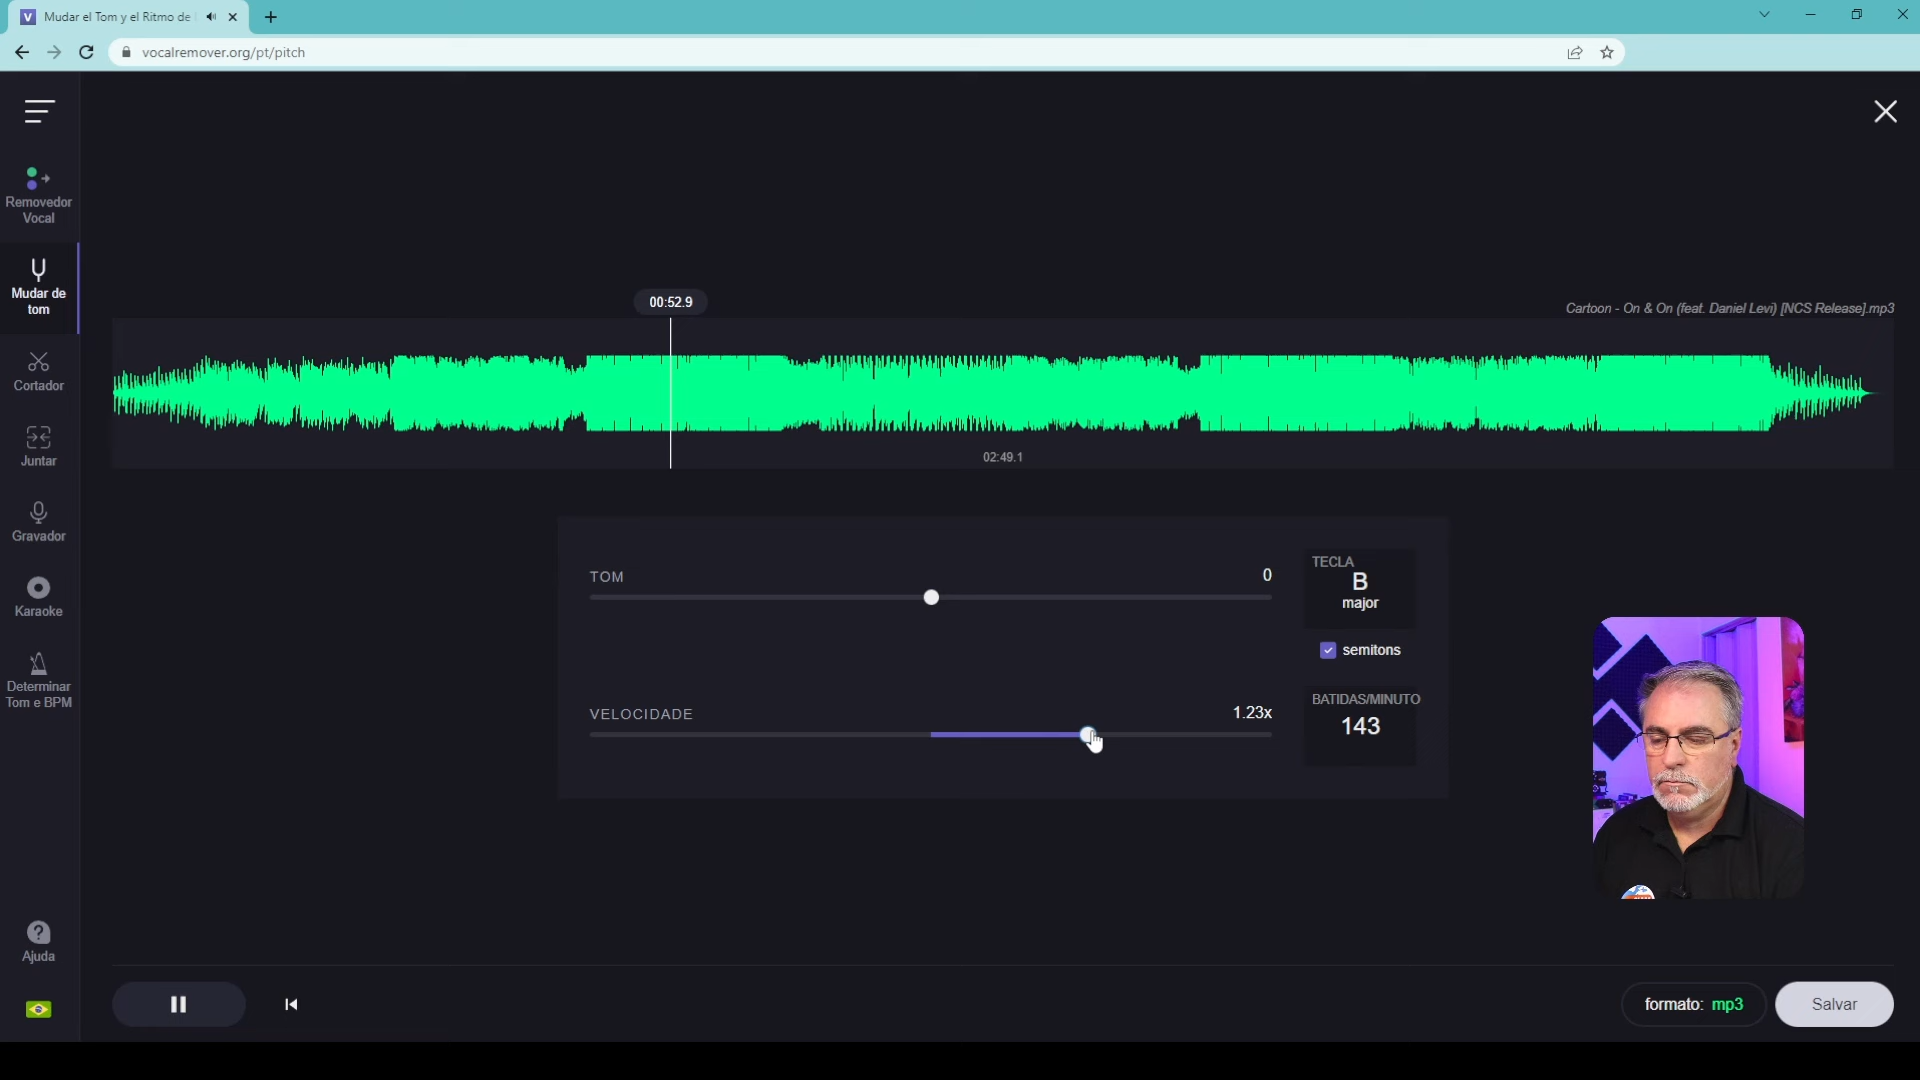 Mudar el Tom y el Ritmo de
vocalremover.org/pt/pitch
Removedor
Vocal
Mudar de
tom
Cortador
Juntar
Gravador
Karaoke
Determinar
Tom e BPM
Ajuda
00:52.9
Cartoon - On & On (feat. Daniel Levi) [NCS Release].mp3
02:49.1
TOM
0
TECLA
B
major
semitons
VELOCIDADE
1.23x
BATIDAS/MINUTO
143
formato: mp3
Salvar